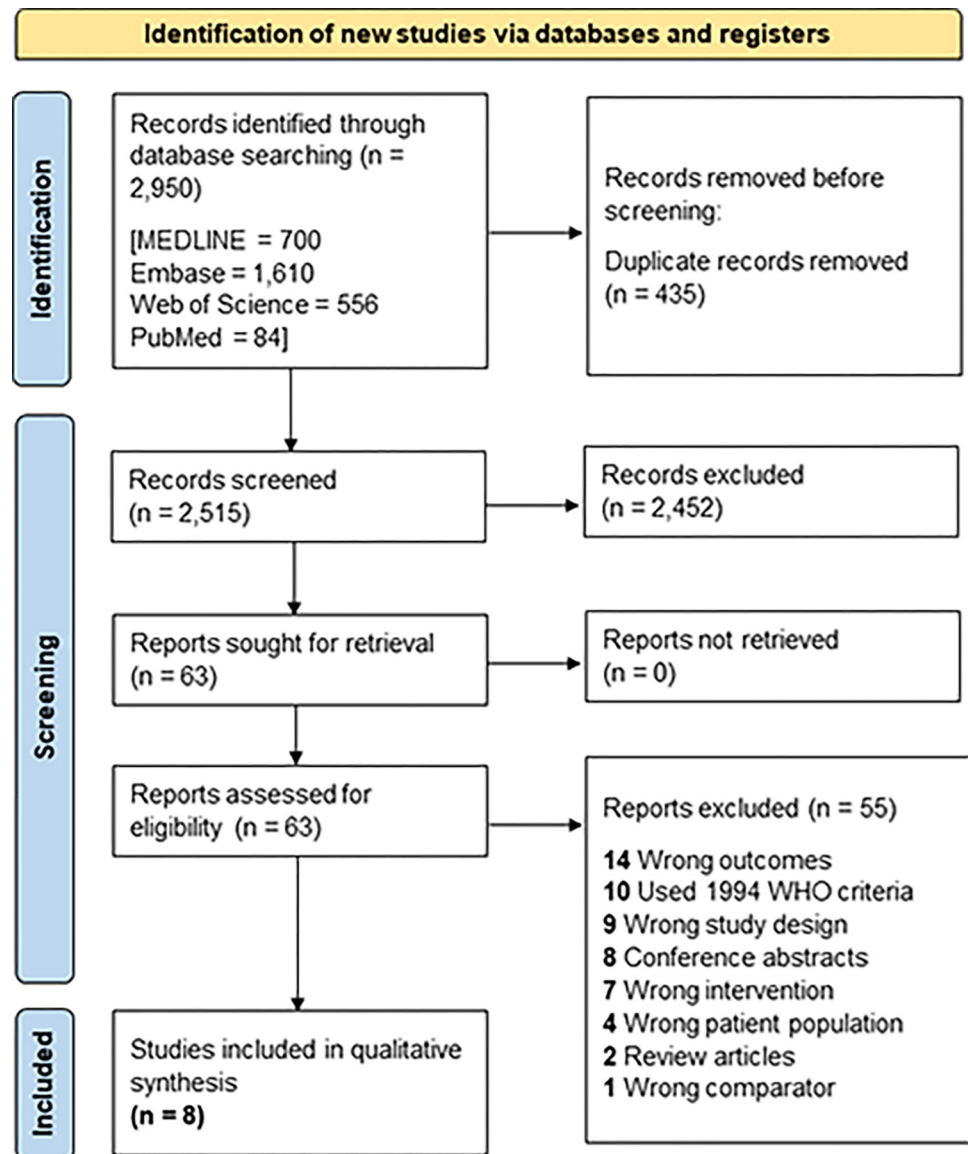 Identification of new studies via databases and registers
Identification
Records identified through
database searching (n =
2,950)
[MEDLINE = 700
Embase = 1,610
Web of Science = 556
PubMed = 84]
Records removed before
screening:
Duplicate records removed
(n = 435)
Screening
Records screened
(n = 2,515)
Records excluded
(n = 2,452)
Reports sought for retrieval
(n = 63)
Reports not retrieved
(n = 0)
Reports assessed for
eligibility (n = 63)
Reports excluded (n = 55)
14 Wrong outcomes
10 Used 1994 WHO criteria
9 Wrong study design
8 Conference abstracts
7 Wrong intervention
4 Wrong patient population
2 Review articles
1 Wrong comparator
Included
Studies included in qualitative
synthesis
(n = 8)